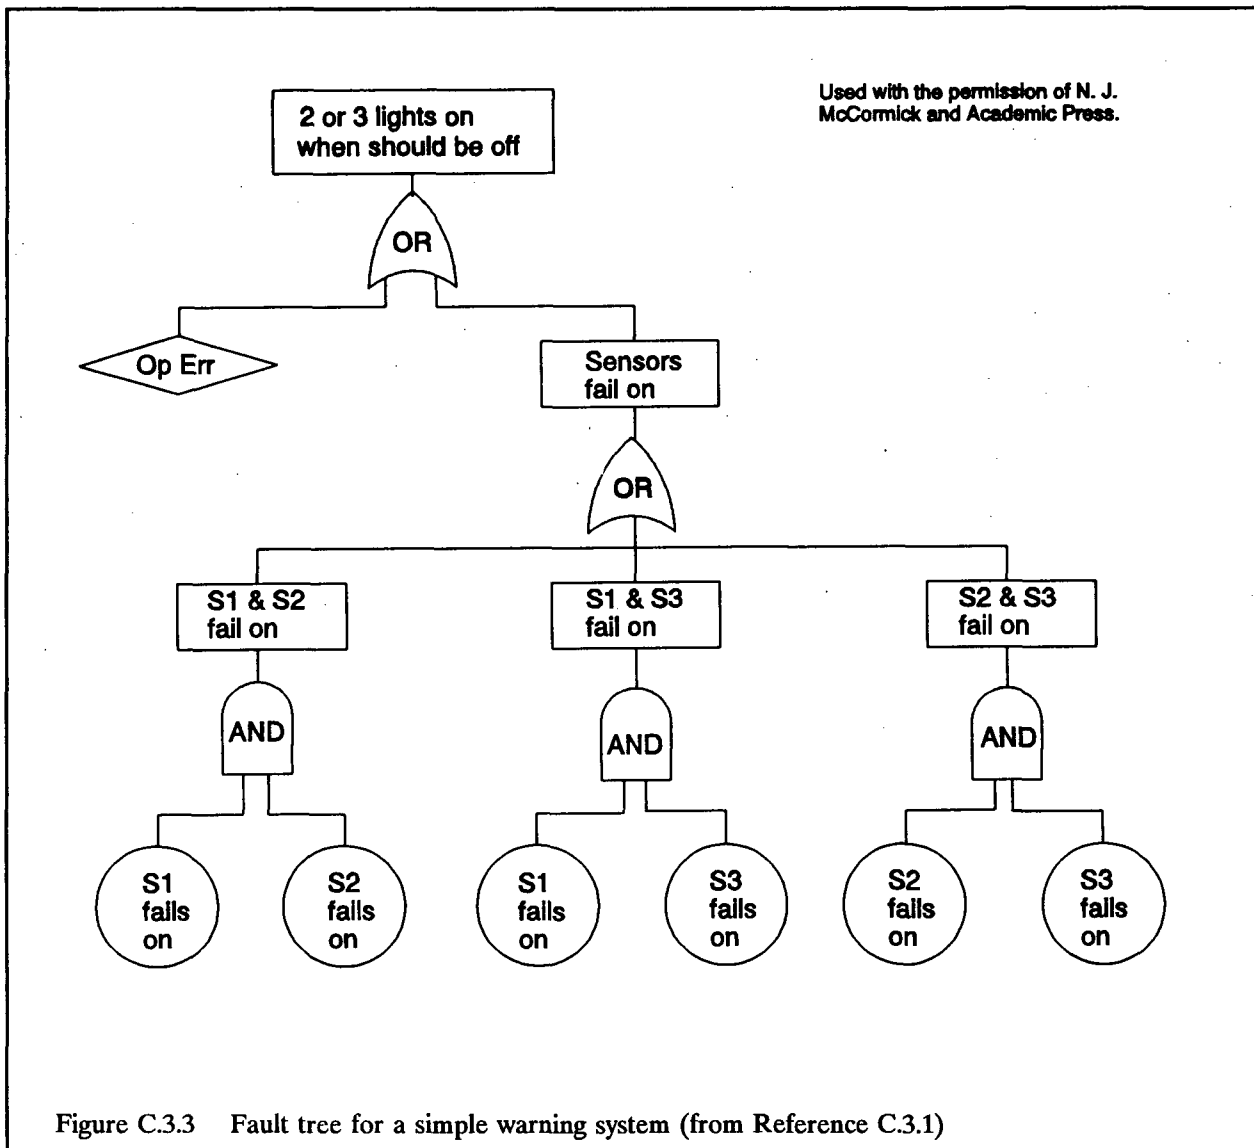 Used with the permission of N. J.
McCormick and Academic Press.
2 or 3 lights on
when should be off
OR
Op Err
Sensors
fail on
OR
S1 & S2
fail on
S1 & S3
fail on
S2 & S3
fail on
AND
AND
AND
S1
fails
on
S2
fails
on
S1
fails
on
S3
fails
on
S2
fails
on
S3
fails
on
Figure C.3.3 Fault tree for a simple warning system (from Reference C.3.1)